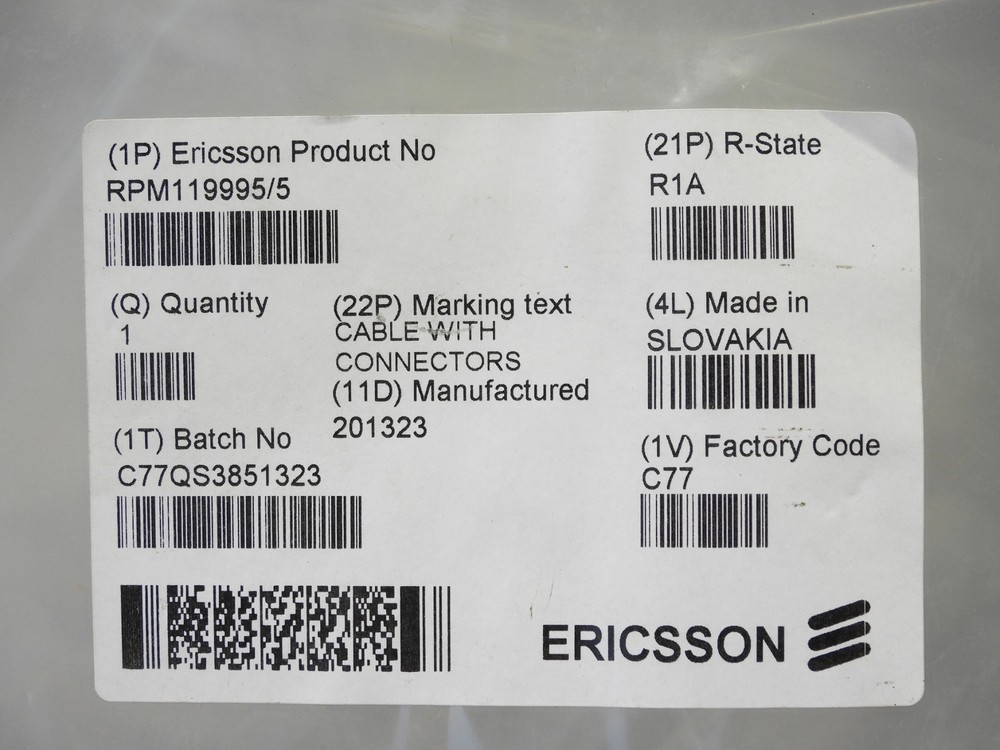 (1P) Ericsson Product No
RPM119995/5
(21P) R-State
R1A
(Q) Quantity
1
(22P) Marking text
CABLE WITH
CONNECTORS
(11D) Manufactured
201323
(4L) Made in
SLOVAKIA
(1T) Batch No
C77QS3851323
(1V) Factory Code
C77
ERICSSON